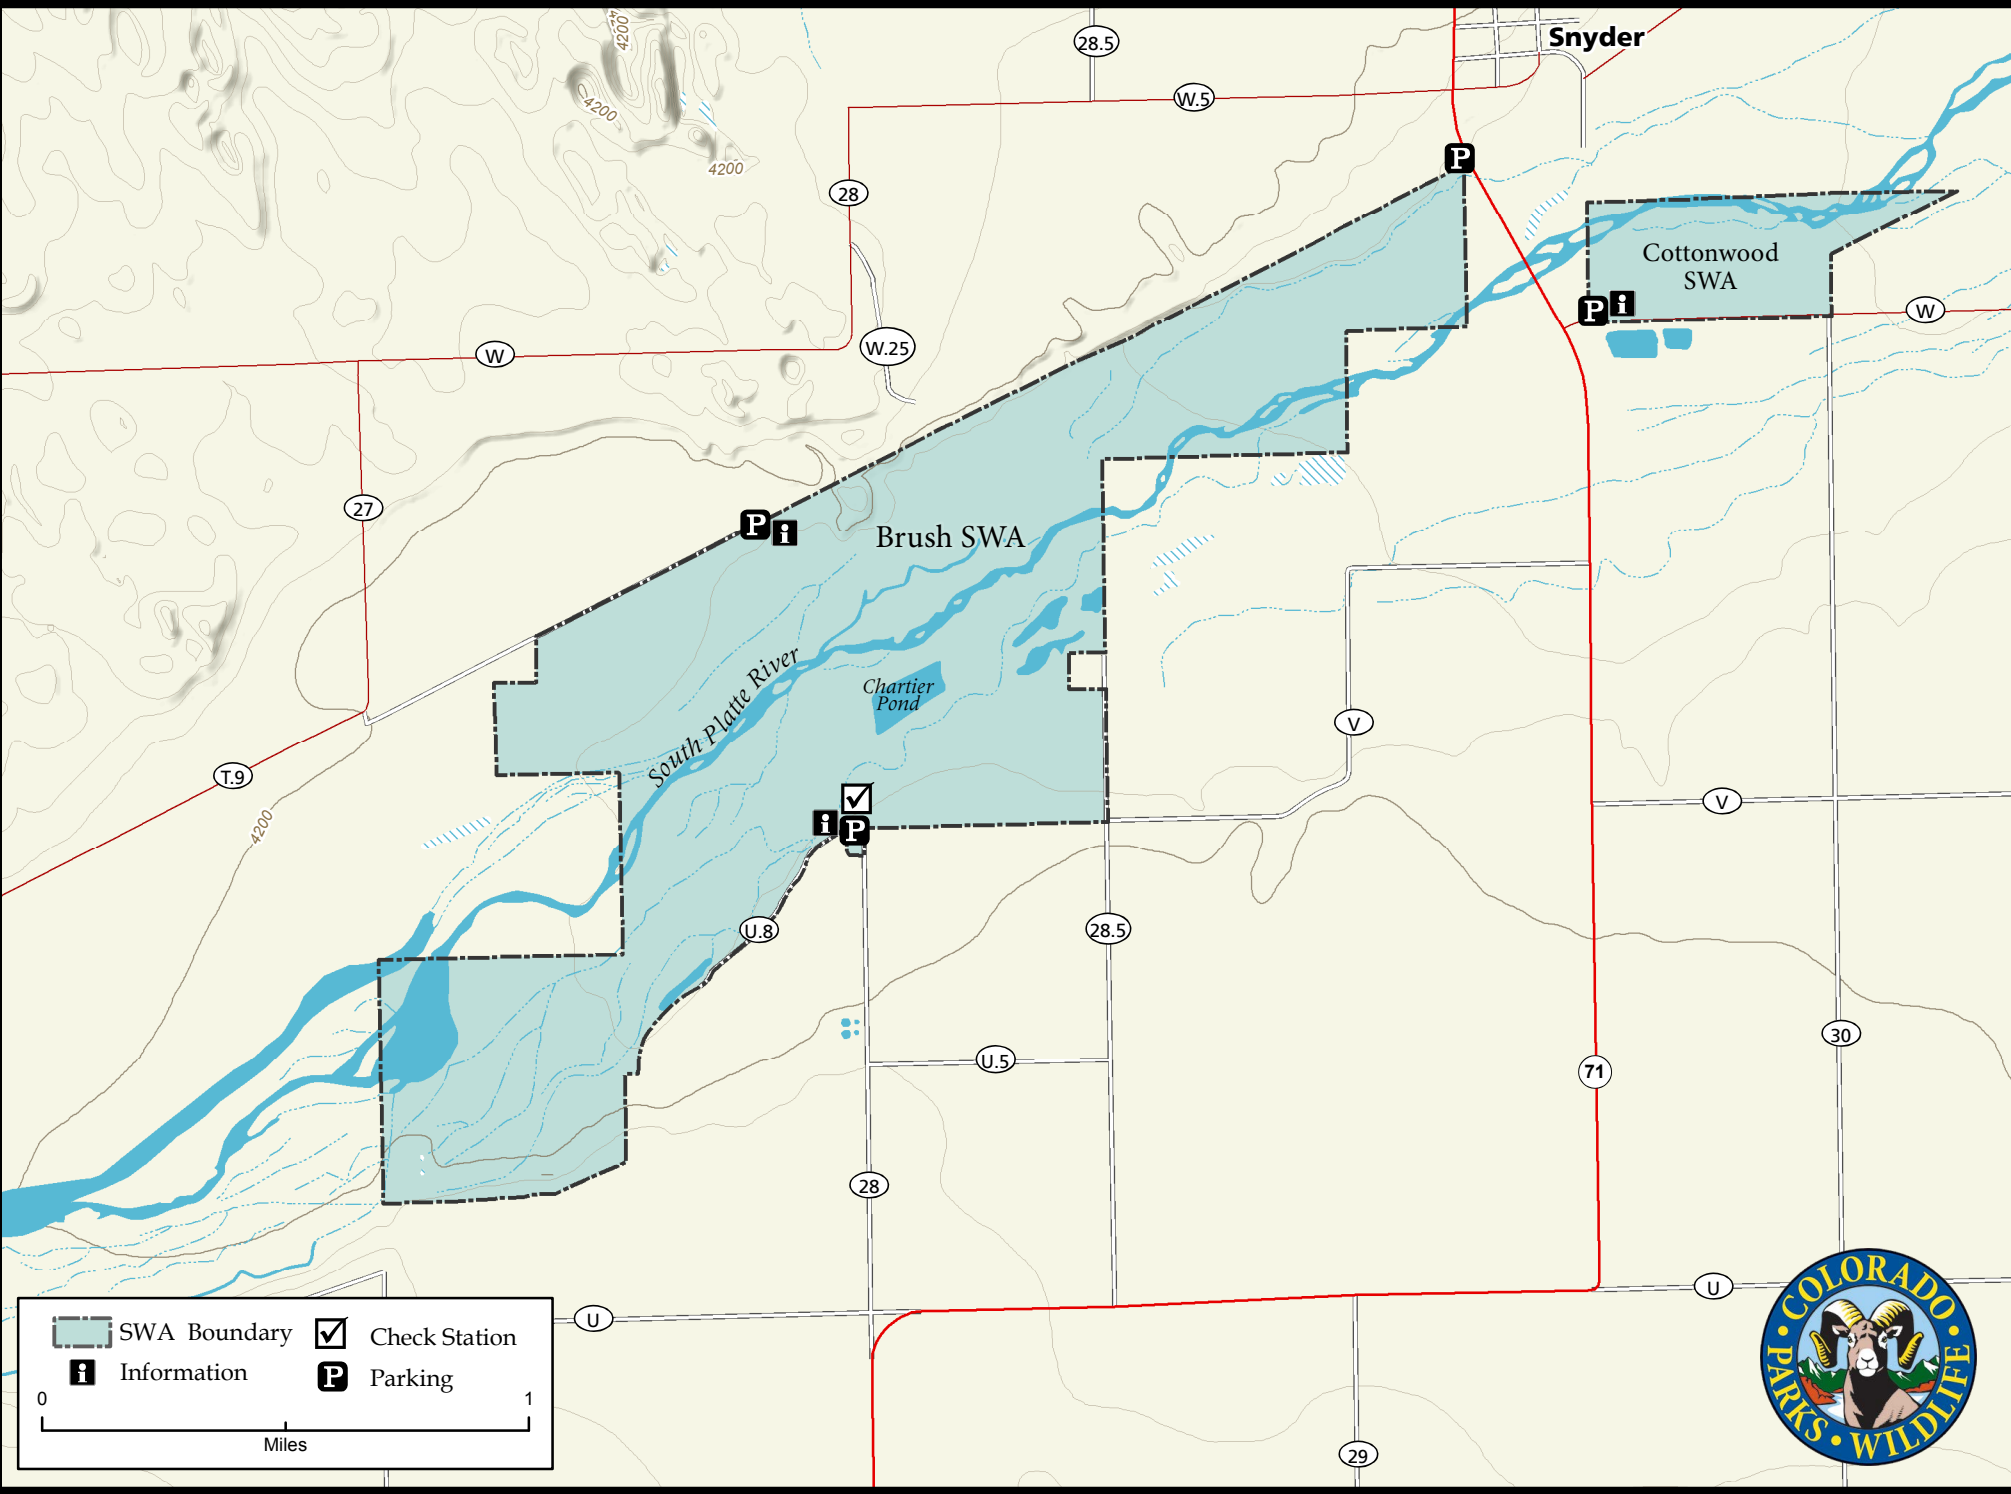 4200
28.5
Snyder
W.5
4200
4200
28
W.25
W
W
Cottonwood
SWA
P
P
i
27
P
i
Brush SWA
South Platte River
Chartier
Pond
V
T.9
V
4200
i
P
U.8
28.5
30
U.5
71
28
U
U
29
SWA Boundary
Check Station
i
Information
P
Parking
0
1
Miles
COLORADO
PARKS • WILDLIFE